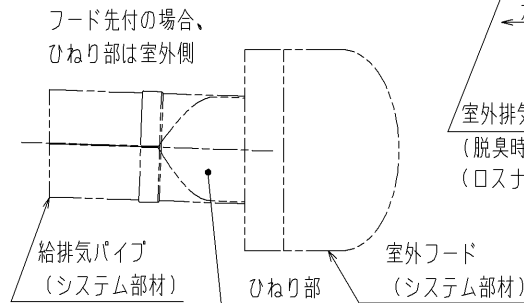 フード先付の場合、
ひねり部は室外側
室外排気
(脱臭時
(ロスナ
給排気パイプ
(システム部材)
ひねり部
室外フード
(システム部材)